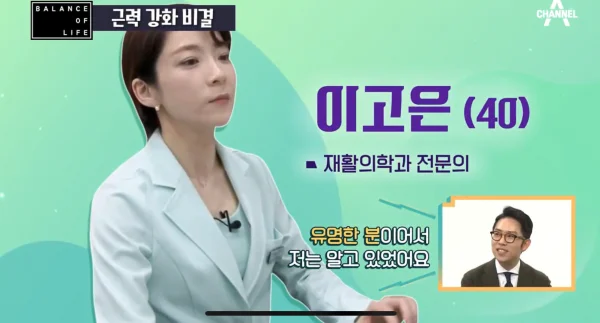 BALANCE
OF
LIFE
근력 강화 비결
CHANNEL A
이고은 (40)
재활의학과 전문의
유명한 분이어서
저는 알고 있었어요